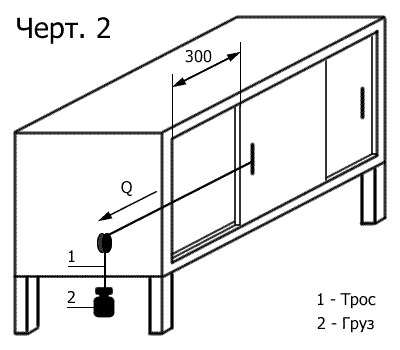 Черт. 2
300
Q
1
2
1 - Трос
2 - Груз